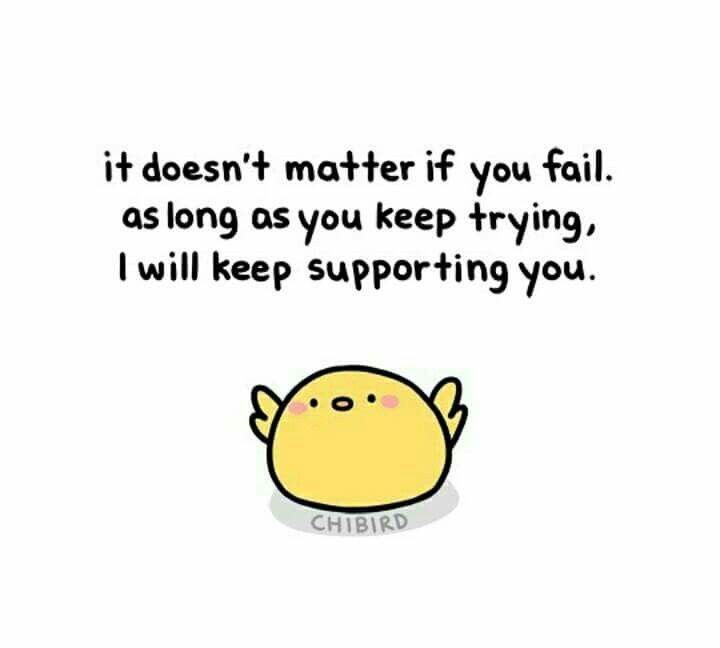 it doesn't matter if you fail.
as long as you keep trying,
I will keep supporting you.
CHIBIRD